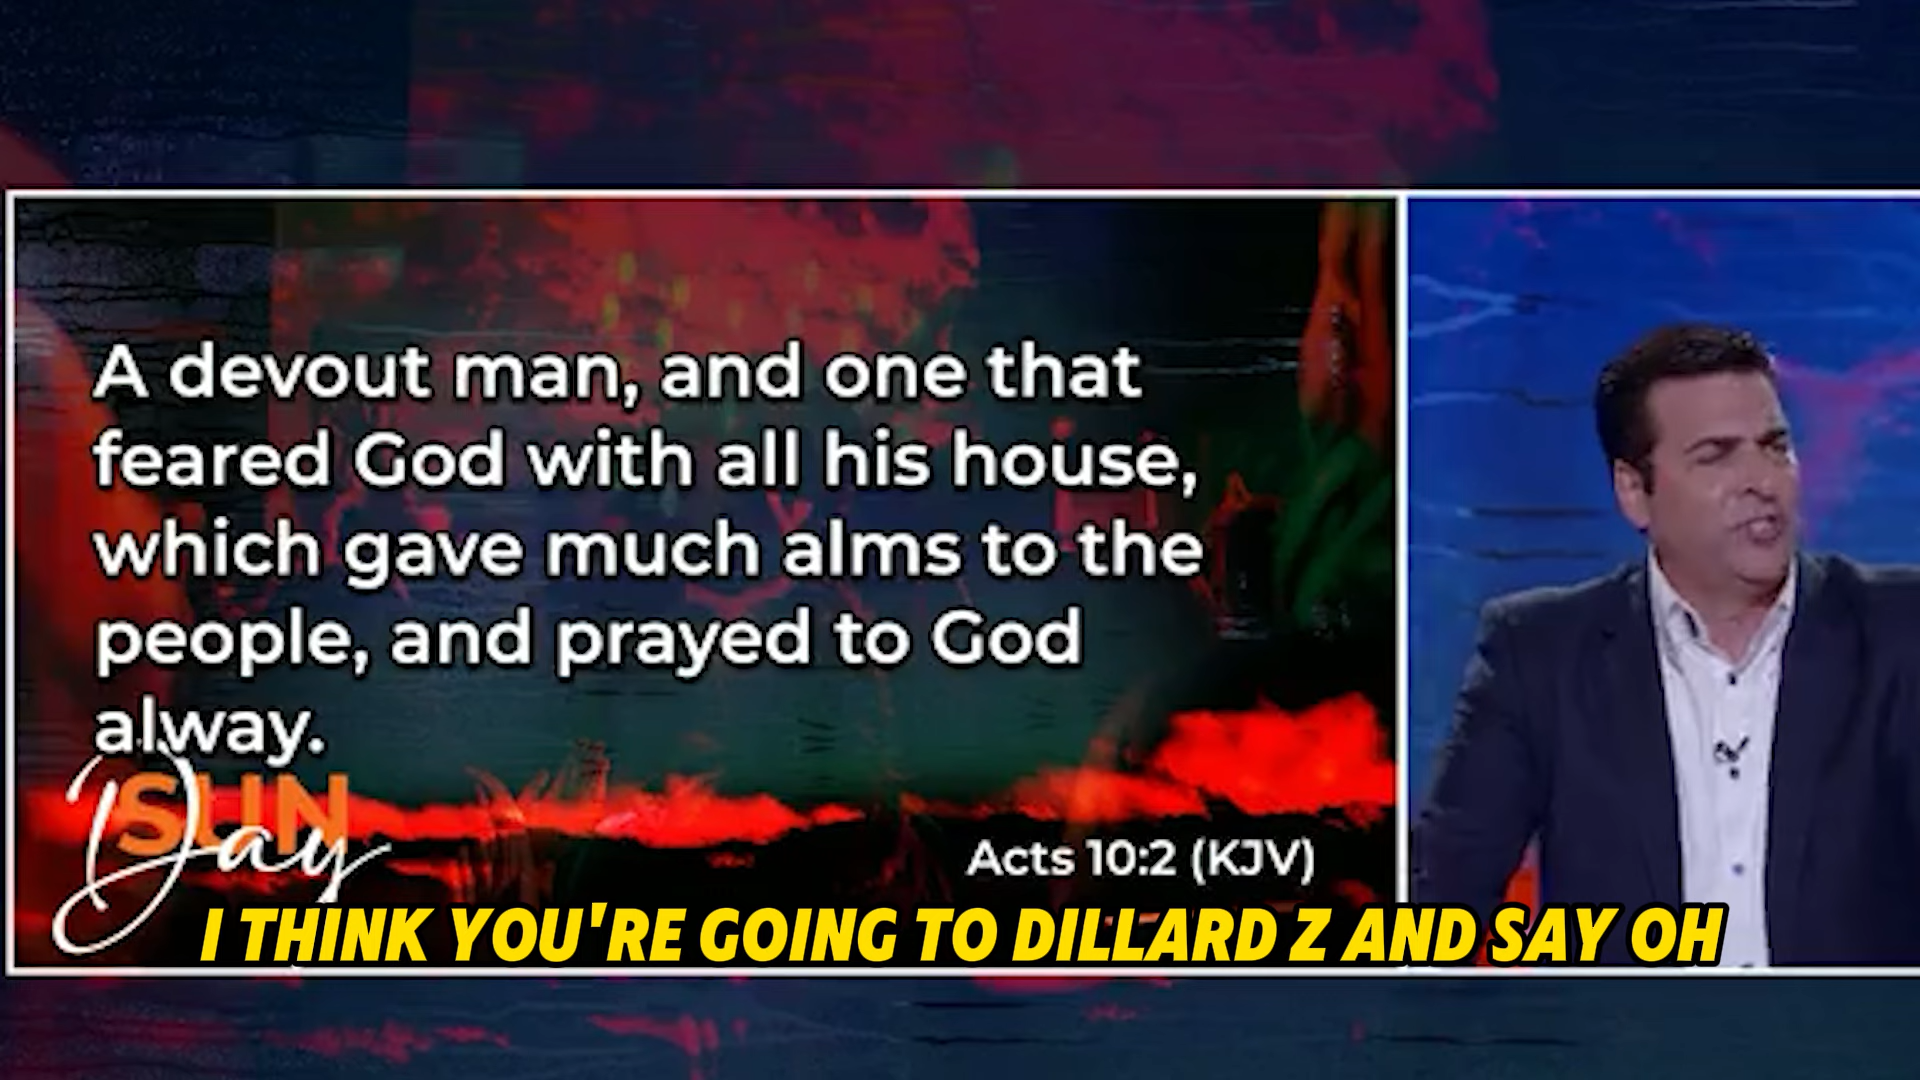 A devout man, and one that
feared God with all his house,
which gave much alms to the
people, and prayed to God
alway.
SUN
Day
Acts 10:2 (KJV)
I THINK YOU'RE GOING TO DILLARD Z AND SAY OH